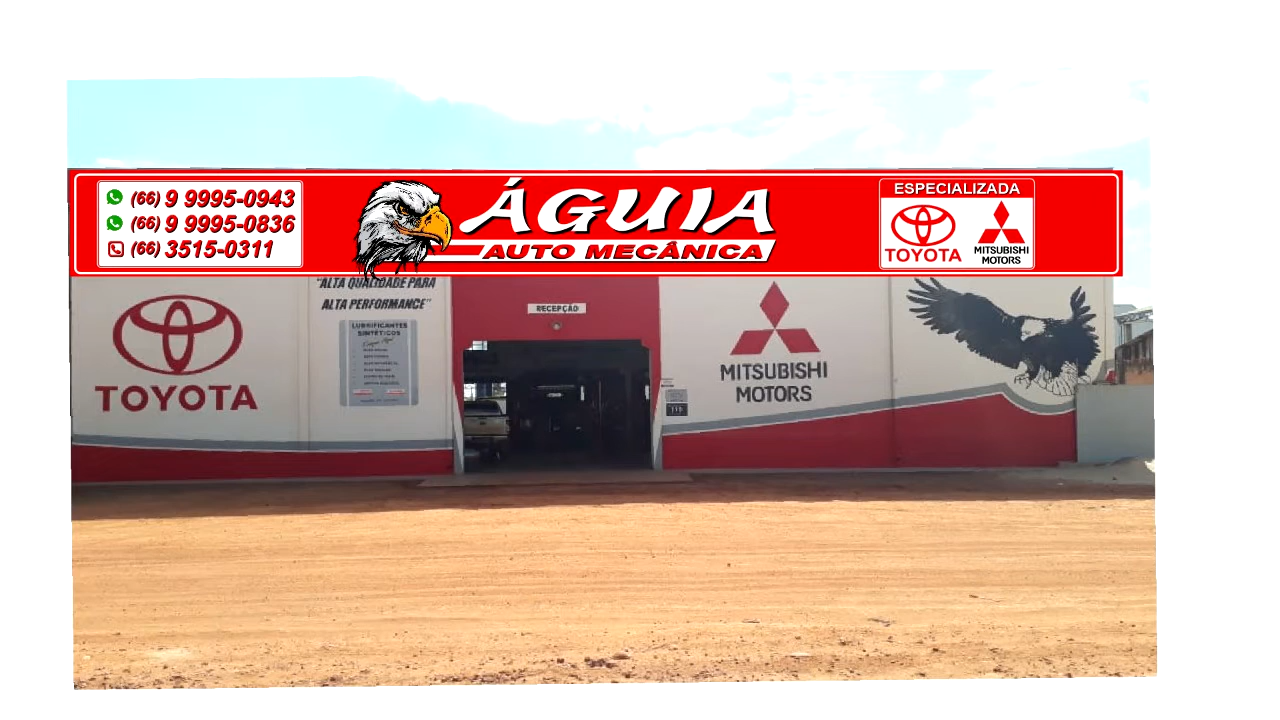 (66) 9 9995-0943
(66) 9 9995-0836
(66) 3515-0311
ÁGUIA
AUTO MECÂNICA
ESPECIALIZADA
TOYOTA
MITSUBISHI
MOTORS
"ALTA QUALIDADE PARA
ALTA PERFORMANCE"
TOYOTA
LUBRIFICANTES
SINTÉTICOS
RECEPÇÃO
MITSUBISHI
MOTORS